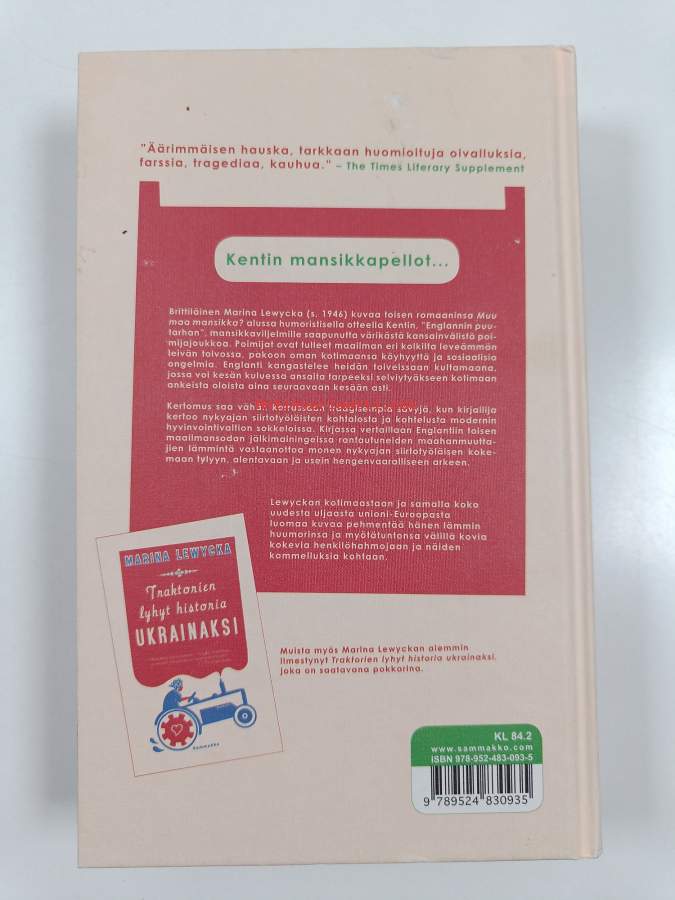 "Äärimmäisen hauska, tarkkaan huomioituja oivalluksia,
farssia, tragediaa, kauhua." – The Times Literary Supplement
Kentin mansikkapellot...
Brittiläinen Marina Lewycka (s. 1946) kuvaa toisen romaaninsa Muu
maa mansikka? alussa humoristisella otteella Kentin, "Englannin puu-
tarhan", mansikkaviljelmille saapunutta värikästä kansainvälistä poi-
mijajoukkoa. Poimijat ovat tulleet maailman eri kolkilta leveämmän
leivän toivossa, pakoon oman kotimaansa köyhyyttä ja sosiaalisia
ongelmia. Englanti kangastelee heidän toiveissaan kultamaana,
jossa voi kesän kuluessa ansaita tarpeeksi selviytyäkseen kotimaan
ankeista oloista aina seuraavaan kesään asti.
Kertomus saa vähän kerrassaan traagisempia sävyjä, kun kirjailija
kertoo nykyajan siirtotyöläisten kohtalosta ja kohtelusta modernin
hyvinvointivaltion sokkeloissa. Kirjassa vertaillaan Englantiin toisen
maailmansodan jälkimainingeissa rantautuneiden maahanmuutta-
jien lämmintä vastaanottoa monen nykyajan siirtotyöläisen koke-
maan tylyyn, alentavaan ja usein hengenvaaralliseen arkeen.
Lewyckan kotimaastaan ja samalla koko
uudesta uljaasta unioni-Euroopasta
luomaa kuvaa pehmentää hänen lämmin
huumorinsa ja myötätuntonsa välillä kovia
kokevia henkilöhahmojaan ja näiden
kommelluksia kohtaan.
MARINA LEWYCKA
Traktorien
lyhyt historia
UKRAINAKSI
Sammakko
Muista myös Marina Lewyckan aiemmin
ilmestynyt Traktorien lyhyt historia ukrainaksi,
joka on saatavana pokkarina.
KL 84.2
www.sammakko.com
ISBN 978-952-483-093-5
9 789524 830935